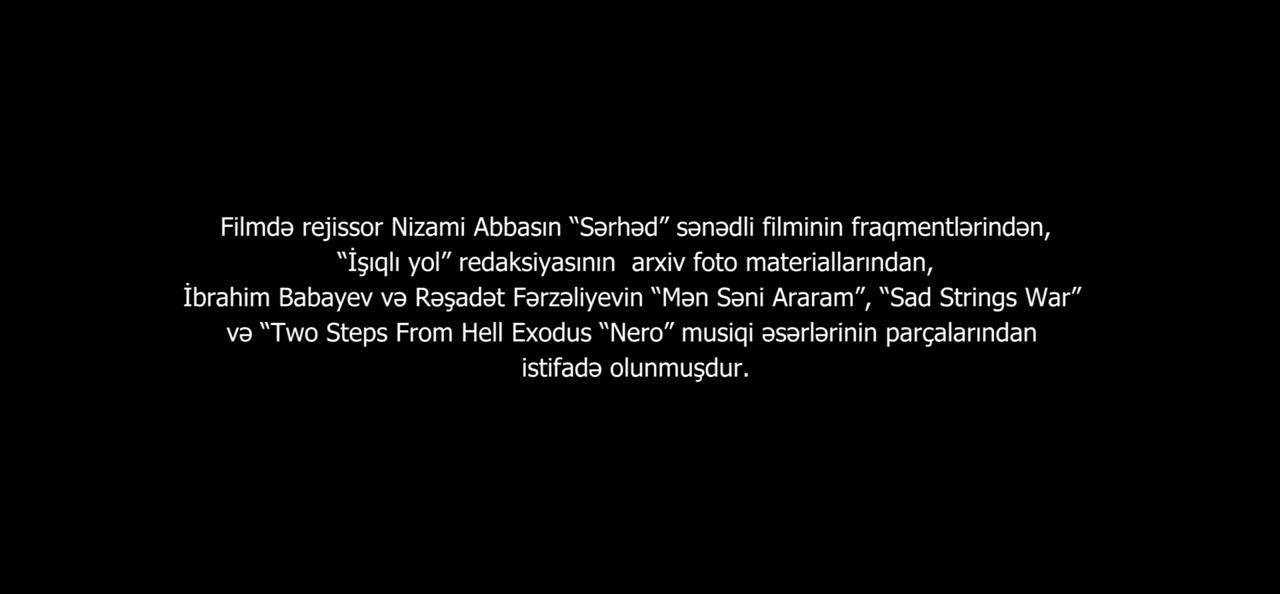 Filmdə rejissor Nizami Abbasın “Sərhəd” sənədli filminin fraqmentlərindən,
“İşıqlı yol” redaksiyasının  arxiv foto materiallarından,
İbrahim Babayev və Rəşadət Fərzəliyevin “Mən Səni Araram”, “Sad Strings War”
və “Two Steps From Hell Exodus “Nero” musiqi əsərlərinin parçalarından
istifadə olunmuşdur.